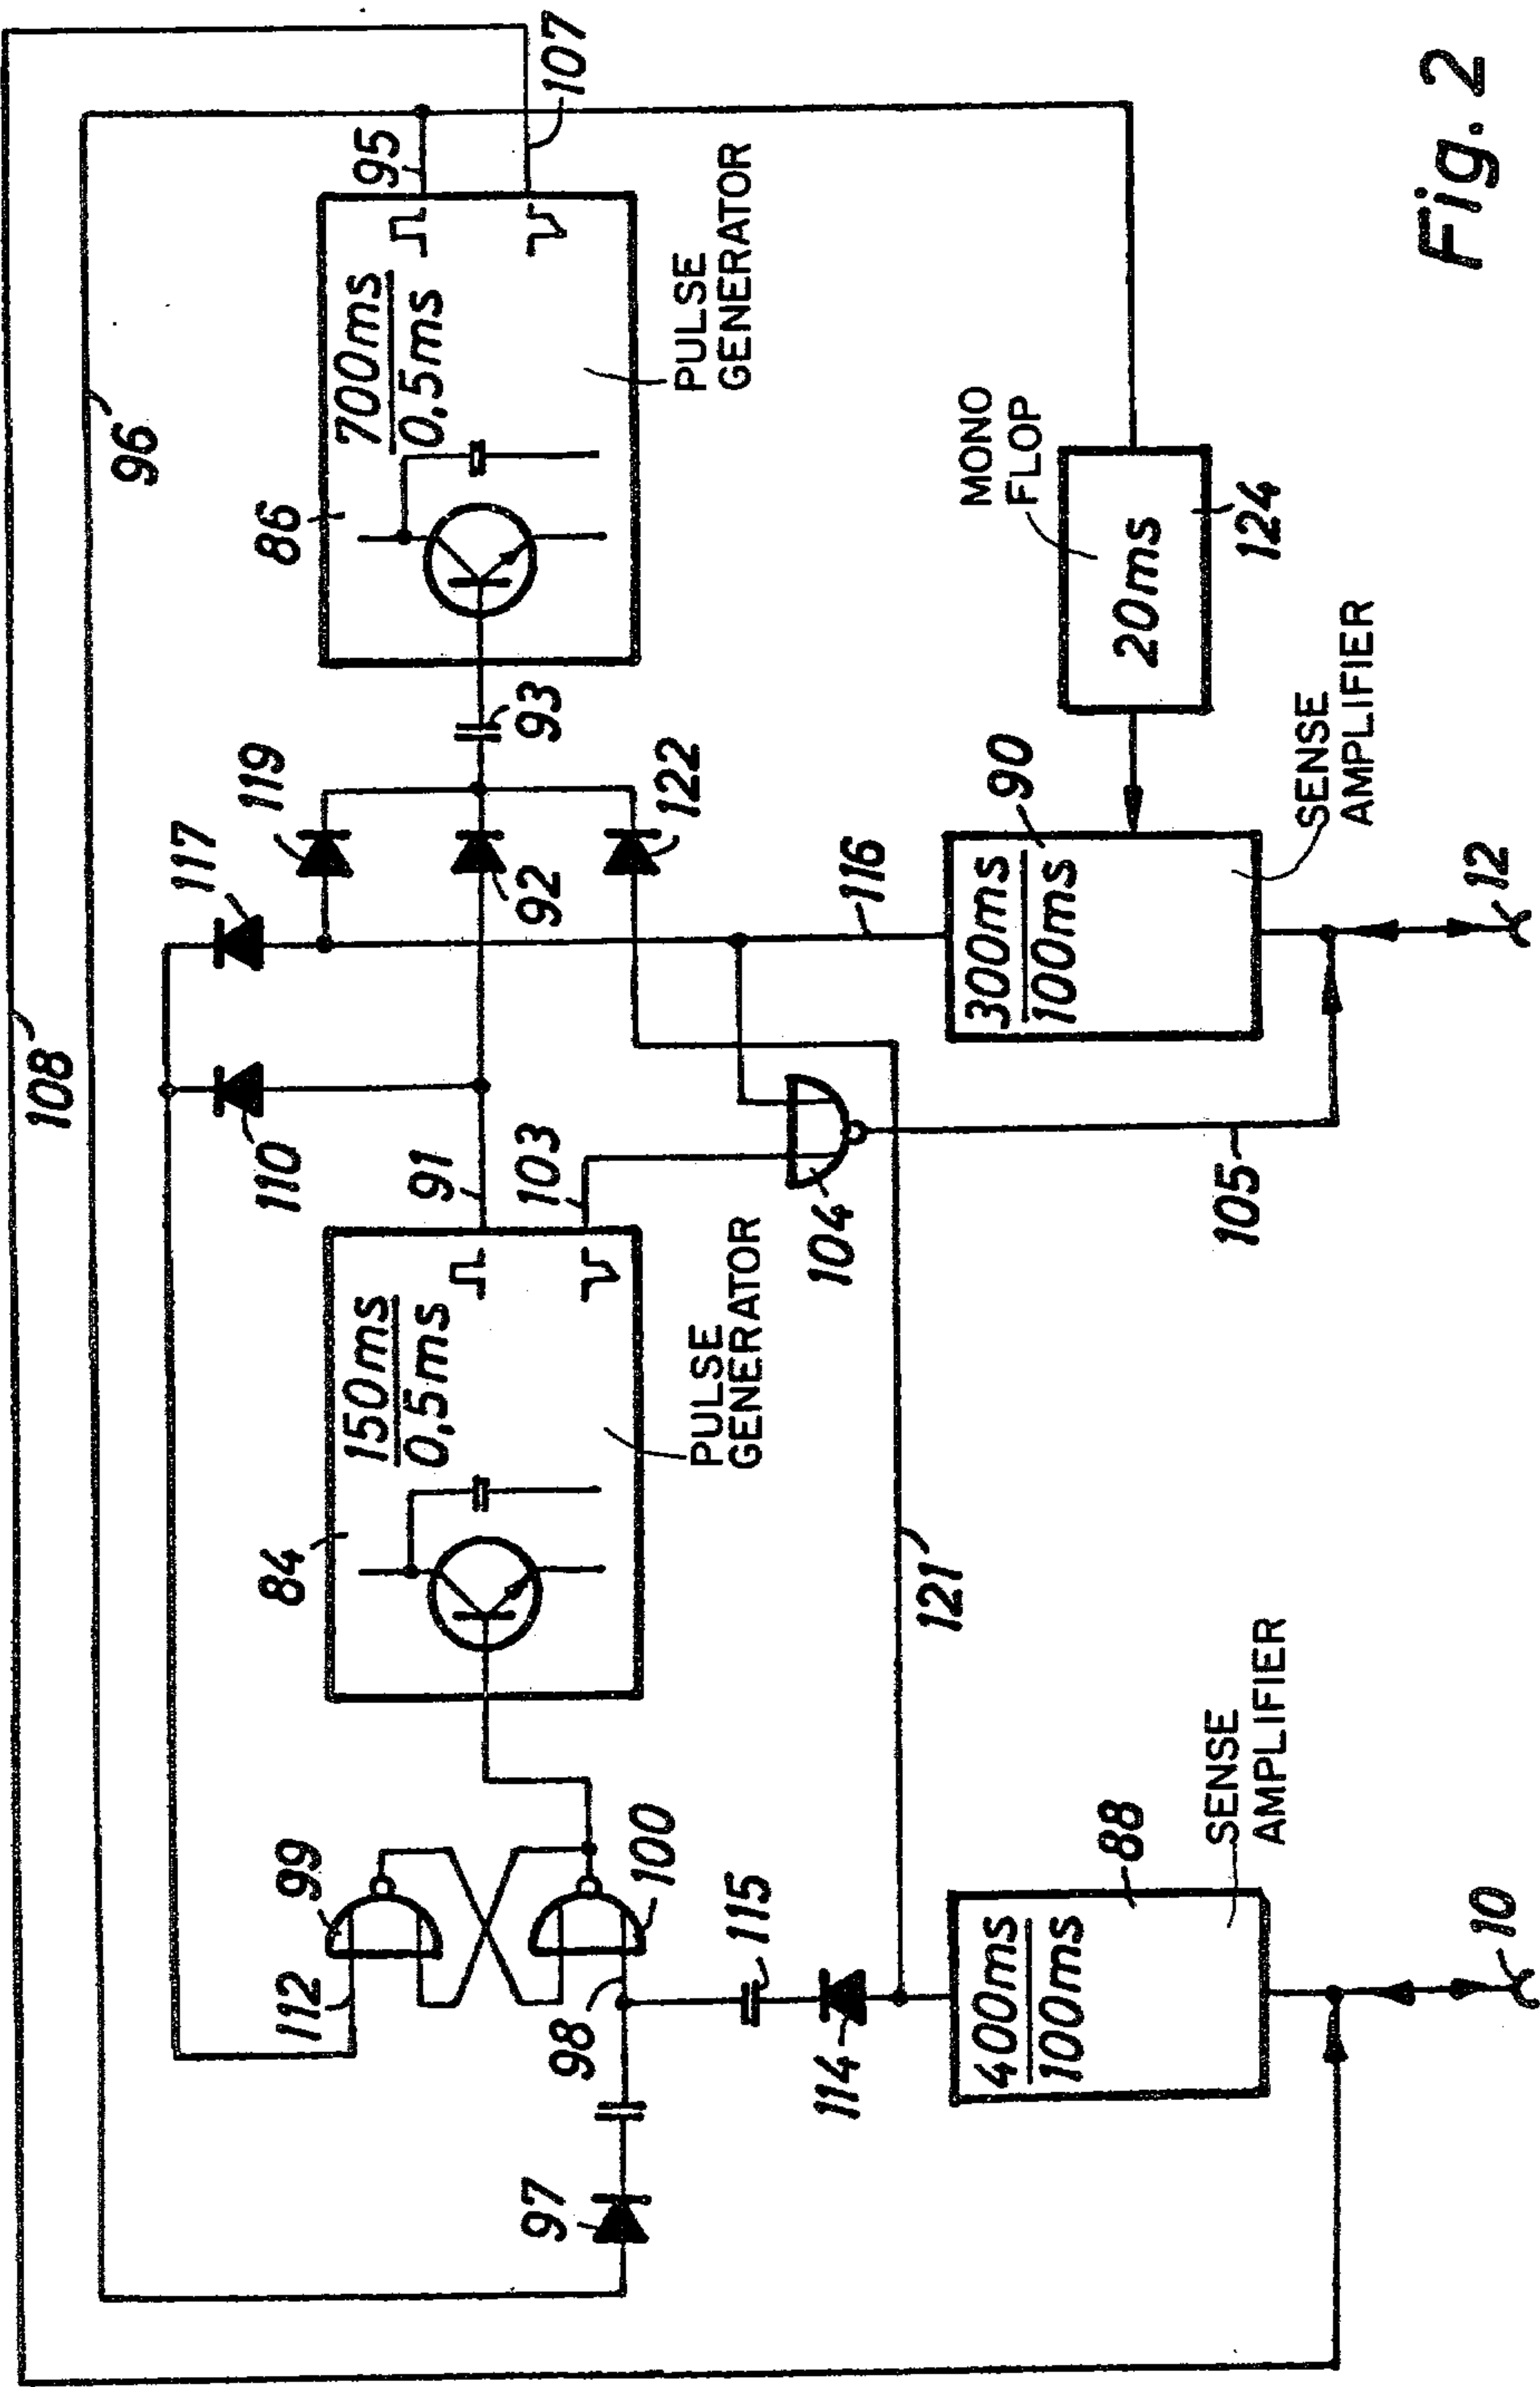 108
96
95
107
86
700ms
0,5ms
PULSE
GENERATOR
117
119
93
92
122
110
91
103
84
150ms
0,5ms
PULSE
GENERATOR
99
112
100
98
97
115
114
104
116
105
121
MONO
FLOP
20ms
124
90
300ms
100ms
SENSE
AMPLIFIER
12
88
400ms
100ms
SENSE
AMPLIFIER
10
Fig. 2